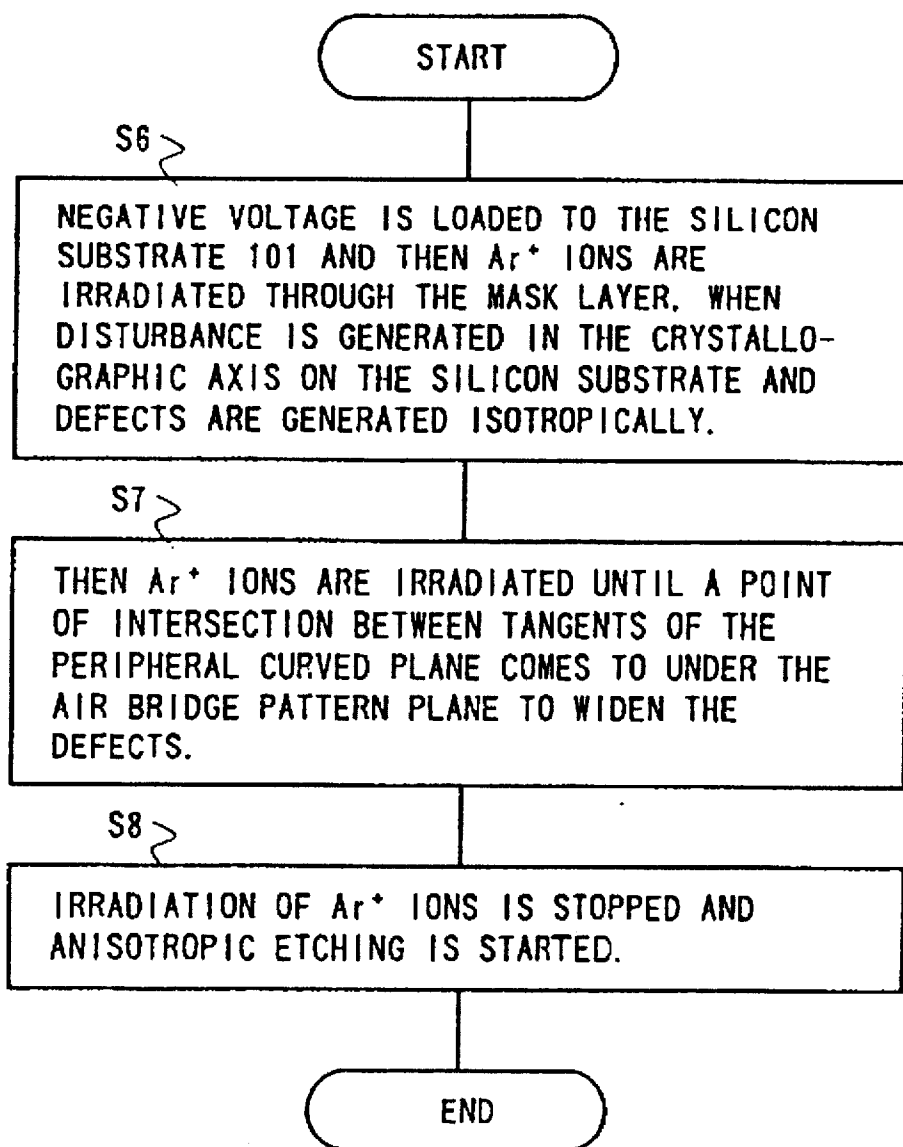 START
S6
NEGATIVE VOLTAGE IS LOADED TO THE SILICON
SUBSTRATE 101 AND THEN Ar⁺ IONS ARE
IRRADIATED THROUGH THE MASK LAYER, WHEN
DISTURBANCE IS GENERATED IN THE CRYSTALLO-
GRAPHIC AXIS ON THE SILICON SUBSTRATE AND
DEFECTS ARE GENERATED ISOTROPICALLY.
S7
THEN Ar⁺ IONS ARE IRRADIATED UNTIL A POINT
OF INTERSECTION BETWEEN TANGENTS OF THE
PERIPHERAL CURVED PLANE COMES TO UNDER THE
AIR BRIDGE PATTERN PLANE TO WIDEN THE
DEFECTS.
S8
IRRADIATION OF Ar⁺ IONS IS STOPPED AND
ANISOTROPIC ETCHING IS STARTED.
END